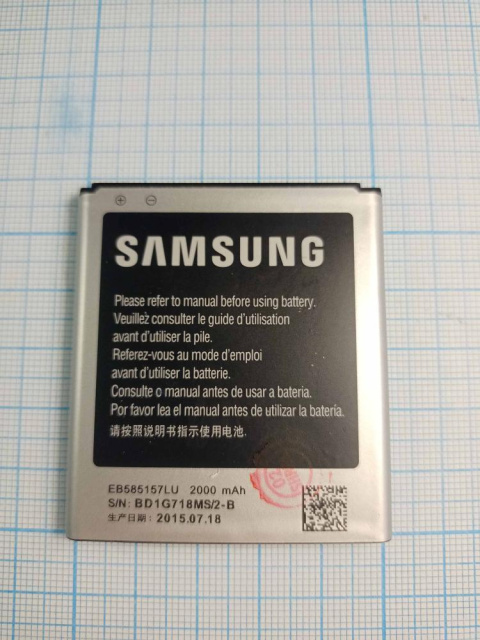 SAMSUNG
Please refer to manual before using battery.
Veuillez consulter le guide d'utilisation
avant d'utiliser la pile.
Referez-vous au mode d'emploi
avant d'utiliser la batterie.
Consulte o manual antes de usar a bateria.
Por favor lea el manual antes de utilizar la batería.
请按照说明书指示使用电池.
EB585157LU 2000 mAh
S/N: BD1G718MS/2-B
生产日期: 2015.07.18